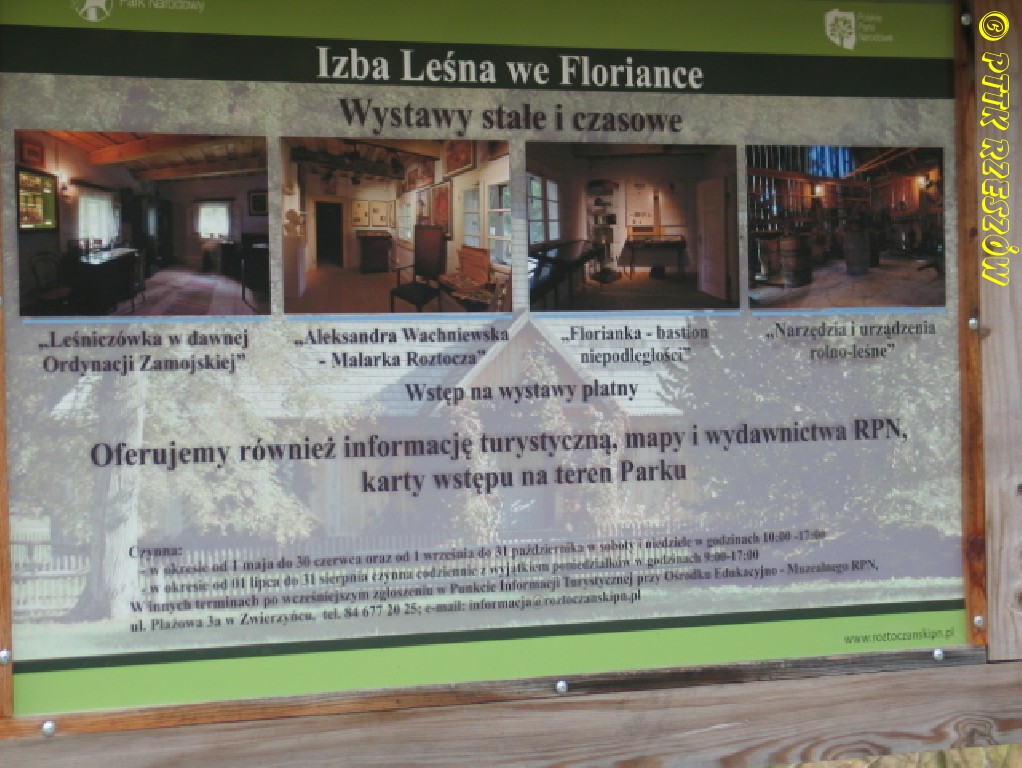 Park Narodowy
Polskie
Parki
Narodowe
© PTTK RZESZÓW
Izba Leśna we Floriance
Wystawy stałe i czasowe
„Leśniczówka w dawnej
Ordynacji Zamojskiej”
„Aleksandra Wachniewska
- Malarka Roztocza”
„Florianka - bastion
niepodległości”
„Narzędzia i urządzenia
rolno-leśne”
Wstęp na wystawy płatny
Oferujemy również informację turystyczną, mapy i wydawnictwa RPN,
karty wstępu na teren Parku
Czynna:
- w okresie od 1 maja do 30 czerwca oraz od 1 września do 31 października w soboty i niedziele w godzinach 10:00 -17:00
- w okresie od 01 lipca do 31 sierpnia czynna codziennie z wyjątkiem poniedziałków w godzinach 9:00-17:00
W innych terminach po wcześniejszym zgłoszeniu w Punkcie Informacji Turystycznej przy Ośrodku Edukacyjno - Muzealnego RPN,
ul. Plażowa 3a w Zwierzyńcu, tel. 84 677 20 25; e-mail: informacja@roztoczanskipn.pl
www.roztoczanskipn.pl